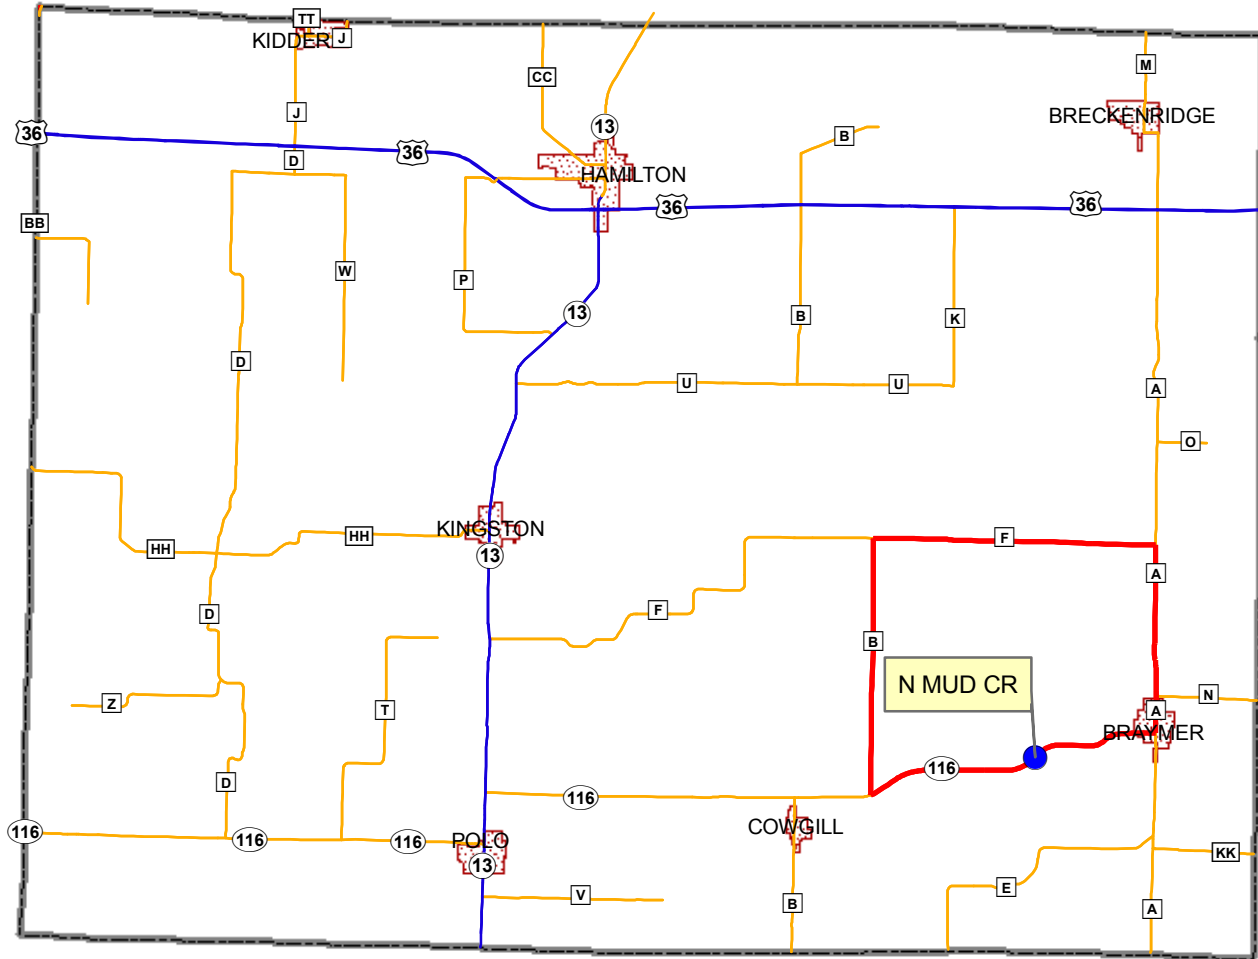 TT
KIDDER
J
CC
M
J
BRECKENRIDGE
13
36
B
36
D
HAMILTON
36
36
BB
W
P
13
B
K
D
U
U
A
O
KINGSTON
HH
HH
13
F
A
D
F
B
N MUD CR
Z
T
N
A
BRAYMER
116
D
116
COWGILL
116
116
116
POLO
13
KK
E
V
B
A